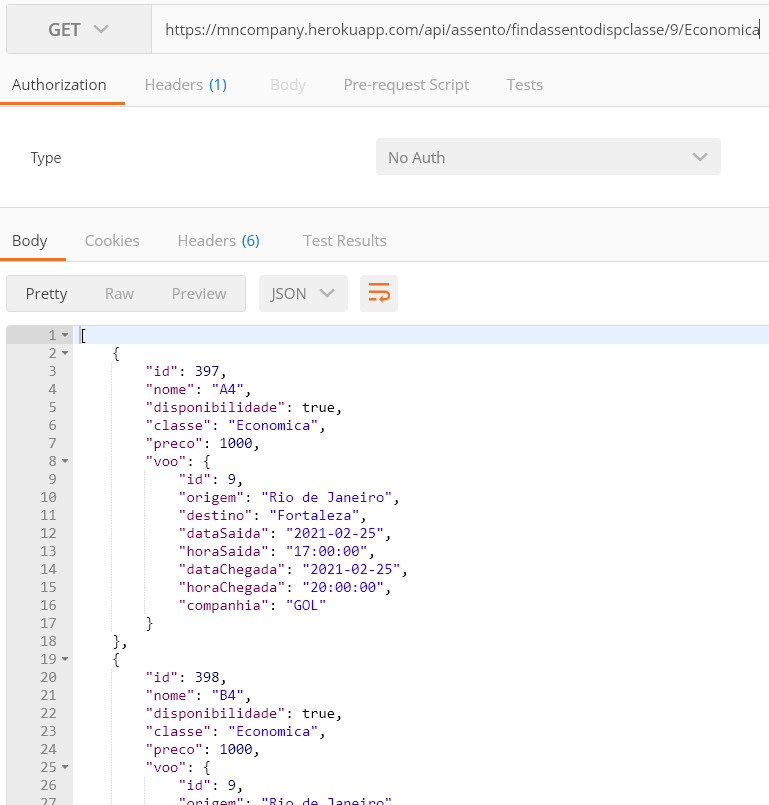 GET https://mncompany.herokuapp.com/api/assento/findassentodispclasse/9/Economica
Authorization Headers (1) Body Pre-request Script Tests
Type No Auth
Body Cookies Headers (6) Test Results
Pretty Raw Preview JSON
1 [
2 {
3 "id": 397,
4 "nome": "A4",
5 "disponibilidade": true,
6 "classe": "Economica",
7 "preco": 1000,
8 "voo": {
9 "id": 9,
10 "origem": "Rio de Janeiro",
11 "destino": "Fortaleza",
12 "dataSaida": "2021-02-25",
13 "horaSaida": "17:00:00",
14 "dataChegada": "2021-02-25",
15 "horaChegada": "20:00:00",
16 "companhia": "GOL"
17 }
18 },
19 {
20 "id": 398,
21 "nome": "B4",
22 "disponibilidade": true,
23 "classe": "Economica",
24 "preco": 1000,
25 "voo": {
26 "id": 9,
27 "origem": "Rio de Janeiro"